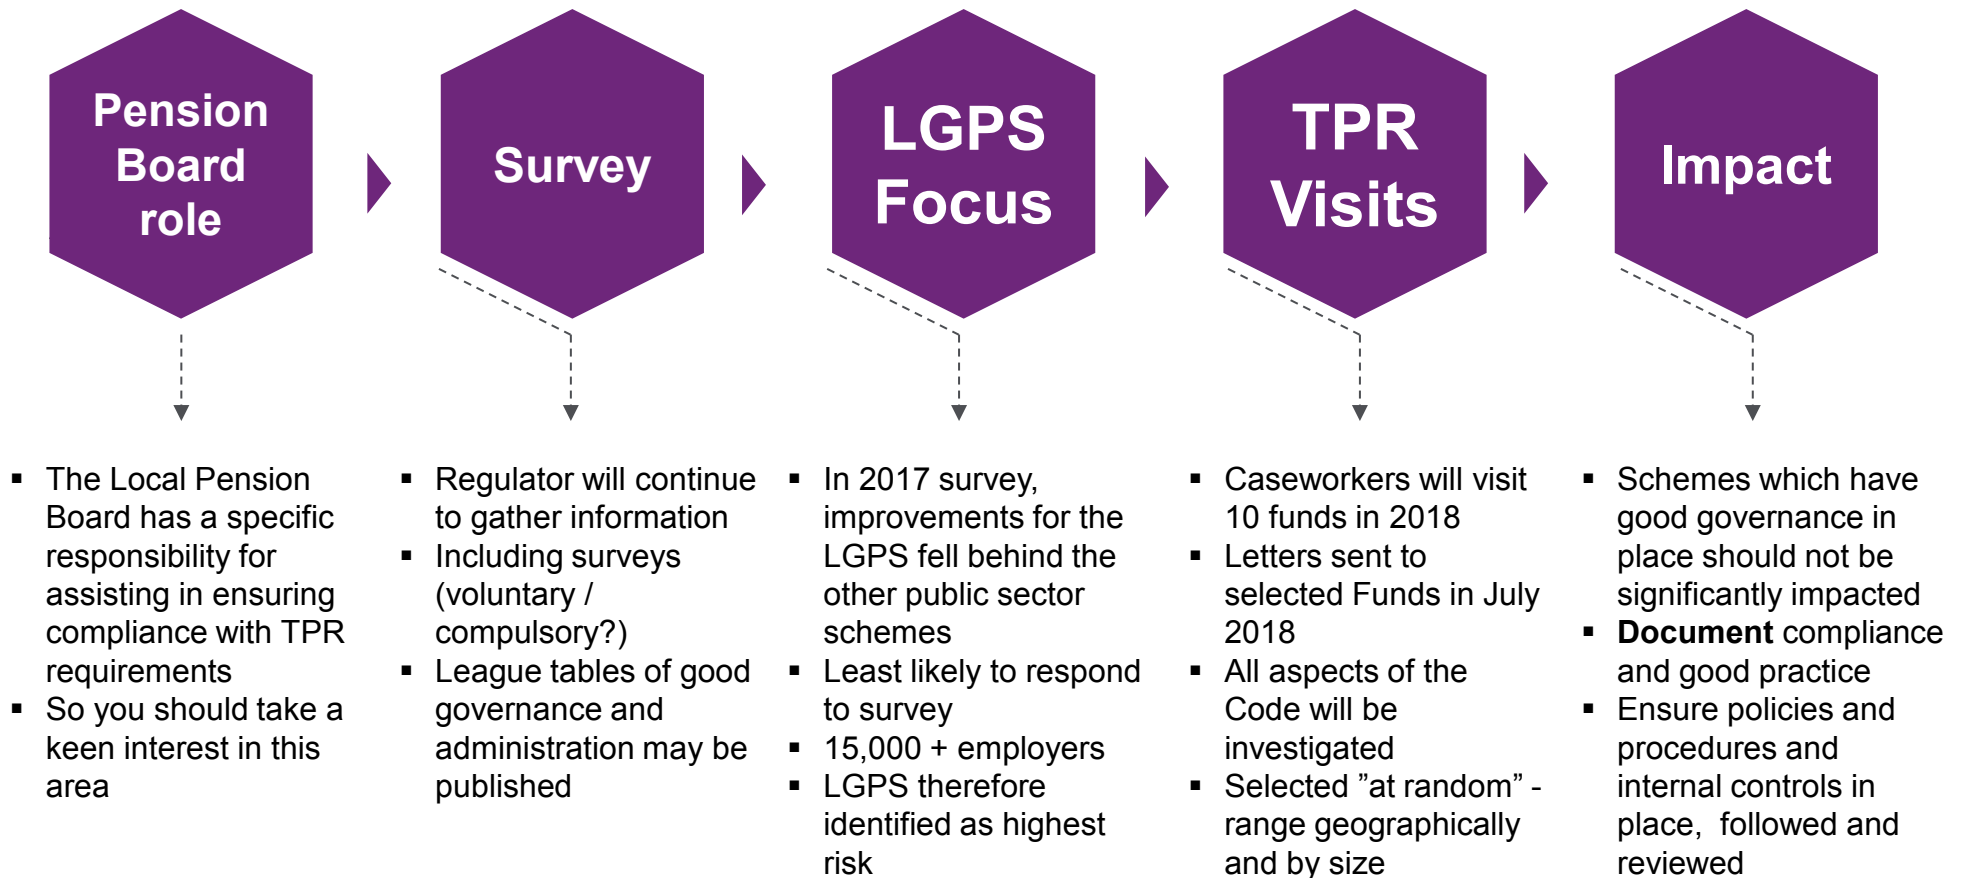 Pension
Board
role
Survey
LGPS
Focus
TPR
Visits
Impact
▪ The Local Pension
Board has a specific
responsibility for
assisting in ensuring
compliance with TPR
requirements
▪ So you should take a
keen interest in this
area
▪ Regulator will continue
to gather information
▪ Including surveys
(voluntary /
compulsory?)
▪ League tables of good
governance and
administration may be
published
▪ In 2017 survey,
improvements for the
LGPS fell behind the
other public sector
schemes
▪ Least likely to respond
to survey
▪ 15,000 + employers
▪ LGPS therefore
identified as highest
risk
▪ Caseworkers will visit
10 funds in 2018
▪ Letters sent to
selected Funds in July
2018
▪ All aspects of the
Code will be
investigated
▪ Selected ”at random” -
range geographically
and by size
▪ Schemes which have
good governance in
place should not be
significantly impacted
▪ Document compliance
and good practice
▪ Ensure policies and
procedures and
internal controls in
place, followed and
reviewed